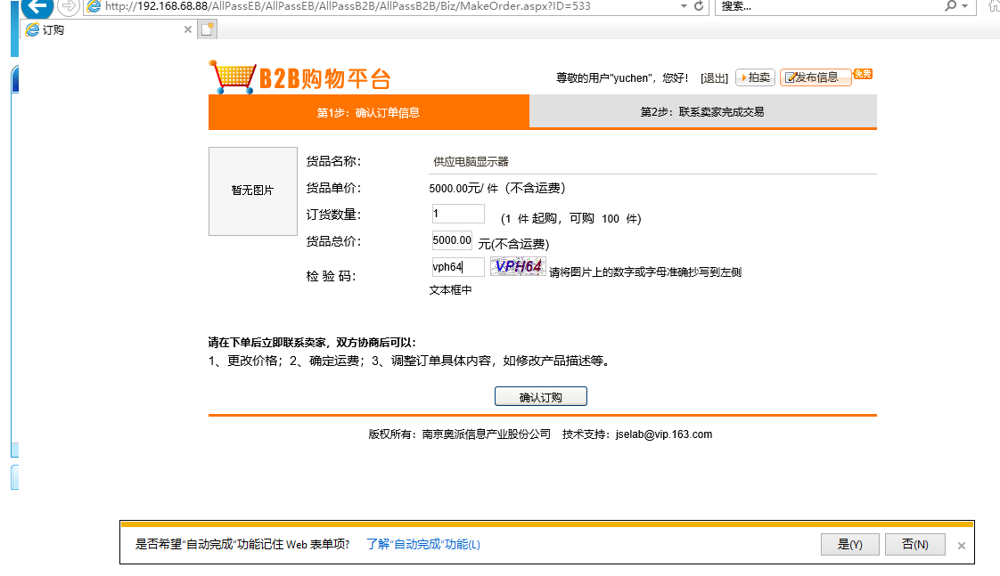 http://192.168.68.88/AllPassEB/AllPassEB/AllPassB2B/AllPassB2B/Biz/MakeOrder.aspx?ID=533
搜索...
订购
B2B购物平台
尊敬的用户"yuchen"，您好！ [退出] 拍卖 发布信息 免费
第1步：确认订单信息 第2步：联系卖家完成交易
暂无图片
货品名称： 供应电脑显示器
货品单价： 5000.00元/ 件（不含运费）
订货数量： 1 (1 件 起购，可购 100 件)
货品总价： 5000.00 元(不含运费)
检 验 码： vph64 VPH64 请将图片上的数字或字母准确抄写到左侧
文本框中
请在下单后立即联系卖家，双方协商后可以：
1、更改价格；2、确定运费；3、调整订单具体内容，如修改产品描述等。
确认订购
版权所有：南京奥派信息产业股份公司 技术支持：jselab@vip.163.com
是否希望“自动完成”功能记住 Web 表单项? 了解“自动完成”功能(L) 是(Y) 否(N) ×